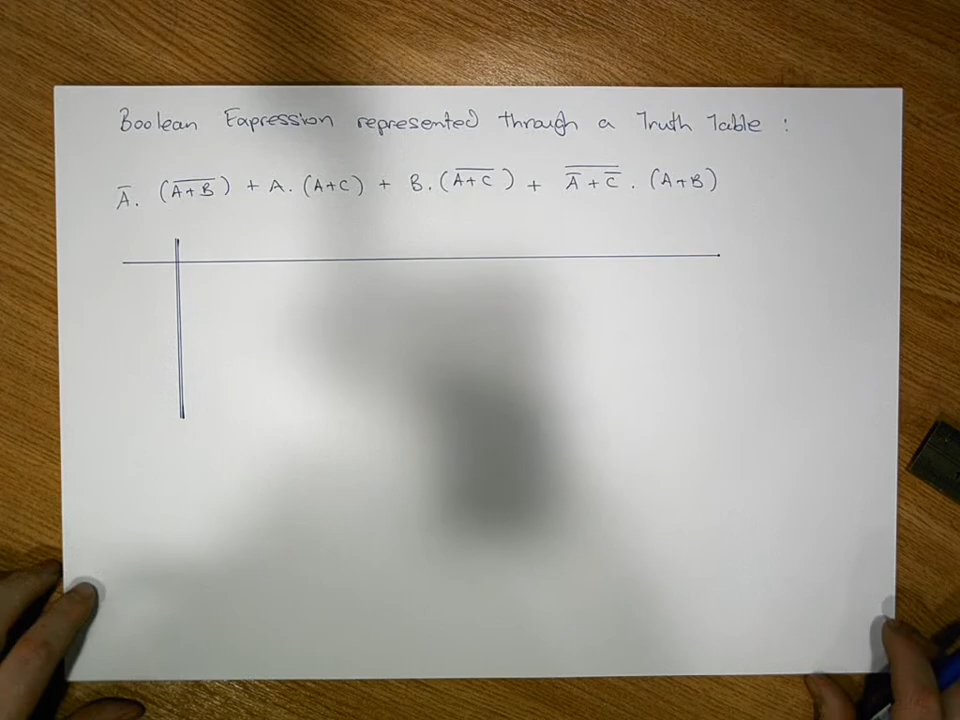 Boolean Expression represented through a Truth Table :
A̅. (A̅+̅B̅) + A. (A+C) + B. (A̅+̅C̅) + A̅̅ ̅+̅ ̅C̅̅ . (A+B)